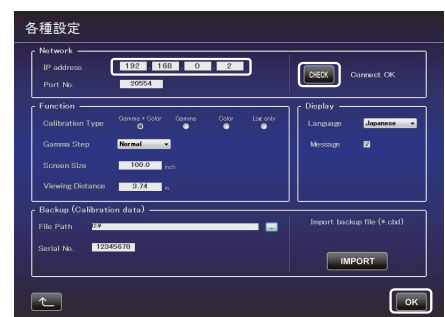 各種設定
Network
IP address 192 . 168 . 0 . 2
Port No. 20554
CHECK Connect OK
Function
Calibration Type Gamma + Color Gamma Color Log only
Gamma Step Normal
Screen Size 100.0 inch
Viewing Distance 3.74 m
Display
Language Japanese
Message
Backup (Calibration data)
File Path D:¥ ...
Serial No. 12345678
Import backup file (*.cbd)
IMPORT
OK